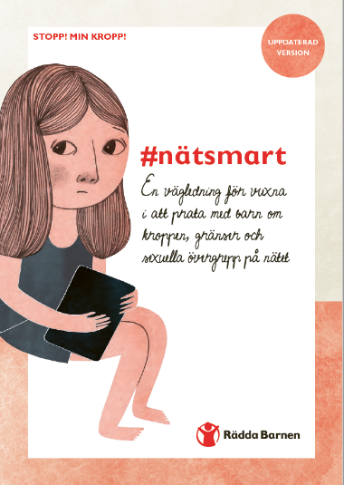 STOPP! MIN KROPP!
UPPDATERAD
VERSION
#nätsmart
En vägledning för vuxna
i att prata med barn om
kroppen, gränser och
sexuella övergrepp på nätet
Rädda Barnen